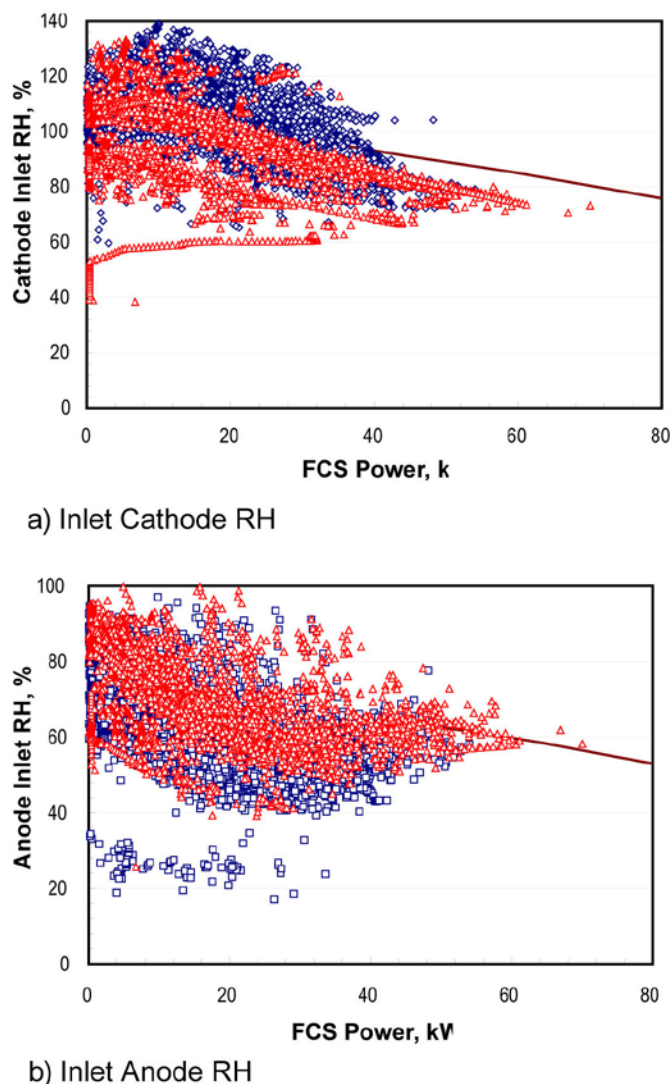 140
120
100
80
60
40
20
0
Cathode Inlet RH, %
0 20 40 60 80
FCS Power, k
a) Inlet Cathode RH
100
80
60
40
20
0
Anode Inlet RH, %
0 20 40 60 80
FCS Power, kW
b) Inlet Anode RH